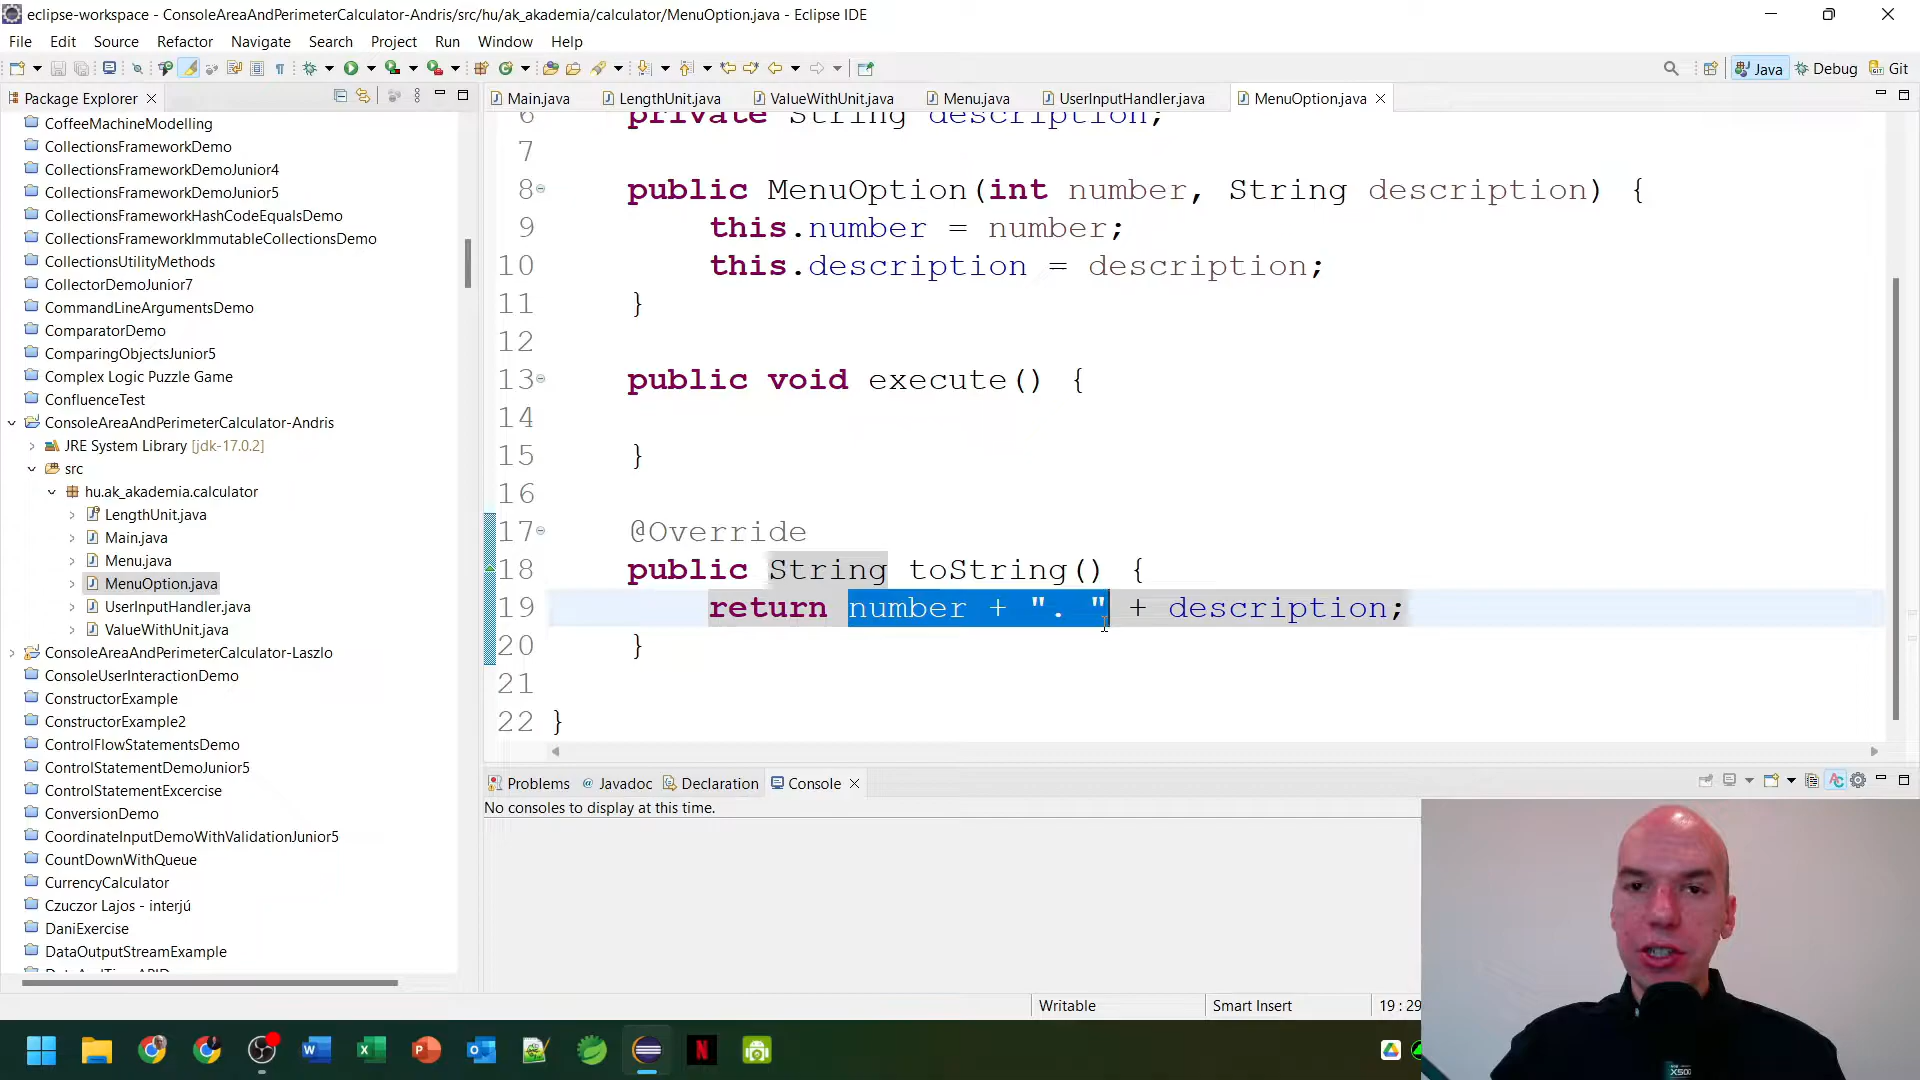 eclipse-workspace - ConsoleAreaAndPerimeterCalculator-Andris/src/hu/ak_akademia/calculator/MenuOption.java - Eclipse IDE
File Edit Source Refactor Navigate Search Project Run Window Help
Java Debug Git
Package Explorer
Main.java LengthUnit.java ValueWithUnit.java Menu.java UserInputHandler.java MenuOption.java
CoffeeMachineModelling
CollectionsFrameworkDemo
CollectionsFrameworkDemoJunior4
CollectionsFrameworkDemoJunior5
CollectionsFrameworkHashCodeEqualsDemo
CollectionsFrameworkImmutableCollectionsDemo
CollectionsUtilityMethods
CollectorDemoJunior7
CommandLineArgumentsDemo
ComparatorDemo
ComparingObjectsJunior5
Complex Logic Puzzle Game
ConfluenceTest
ConsoleAreaAndPerimeterCalculator-Andris
JRE System Library [jdk-17.0.2]
src
hu.ak_akademia.calculator
LengthUnit.java
Main.java
Menu.java
MenuOption.java
UserInputHandler.java
ValueWithUnit.java
ConsoleAreaAndPerimeterCalculator-Laszlo
ConsoleUserInteractionDemo
ConstructorExample
ConstructorExample2
ControlFlowStatementsDemo
ControlStatementDemoJunior5
ControlStatementExcercise
ConversionDemo
CoordinateInputDemoWithValidationJunior5
CountDownWithQueue
CurrencyCalculator
Czuczor Lajos - interjú
DaniExercise
DataOutputStreamExample
6 private String description;
7
8 public MenuOption(int number, String description) {
9 this.number = number;
10 this.description = description;
11 }
12
13 public void execute() {
14
15 }
16
17 @Override
18 public String toString() {
19 return number + ". " + description;
20 }
21
22 }
Problems Javadoc Declaration Console
No consoles to display at this time.
Writable Smart Insert 19 : 29